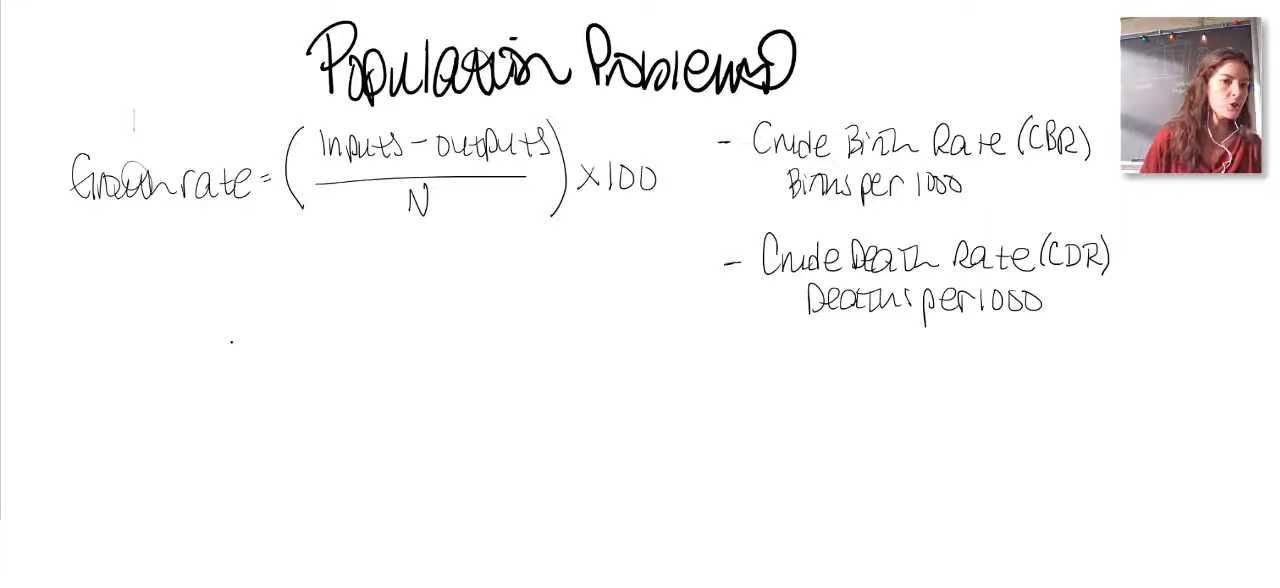 Population Problems
Growth rate = (inputs - outputs / N) × 100
- Crude Birth Rate (CBR)
Births per 1000
- Crude Death Rate (CDR)
Deaths per 1000